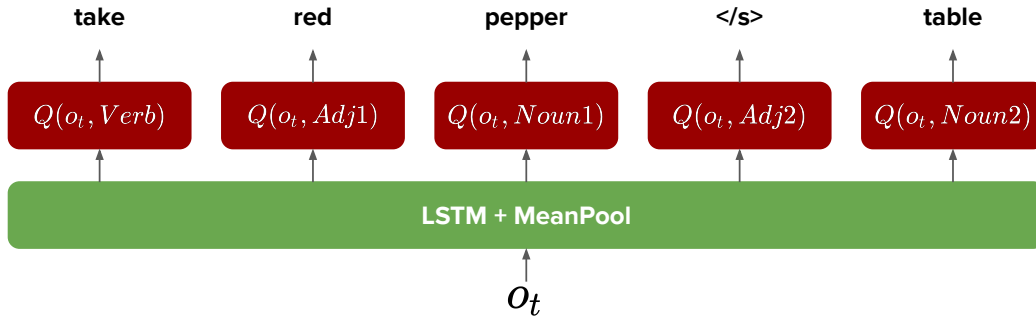 take red pepper </s> table
Q(o_t, Verb) Q(o_t, Adj1) Q(o_t, Noun1) Q(o_t, Adj2) Q(o_t, Noun2)
LSTM + MeanPool
o_t